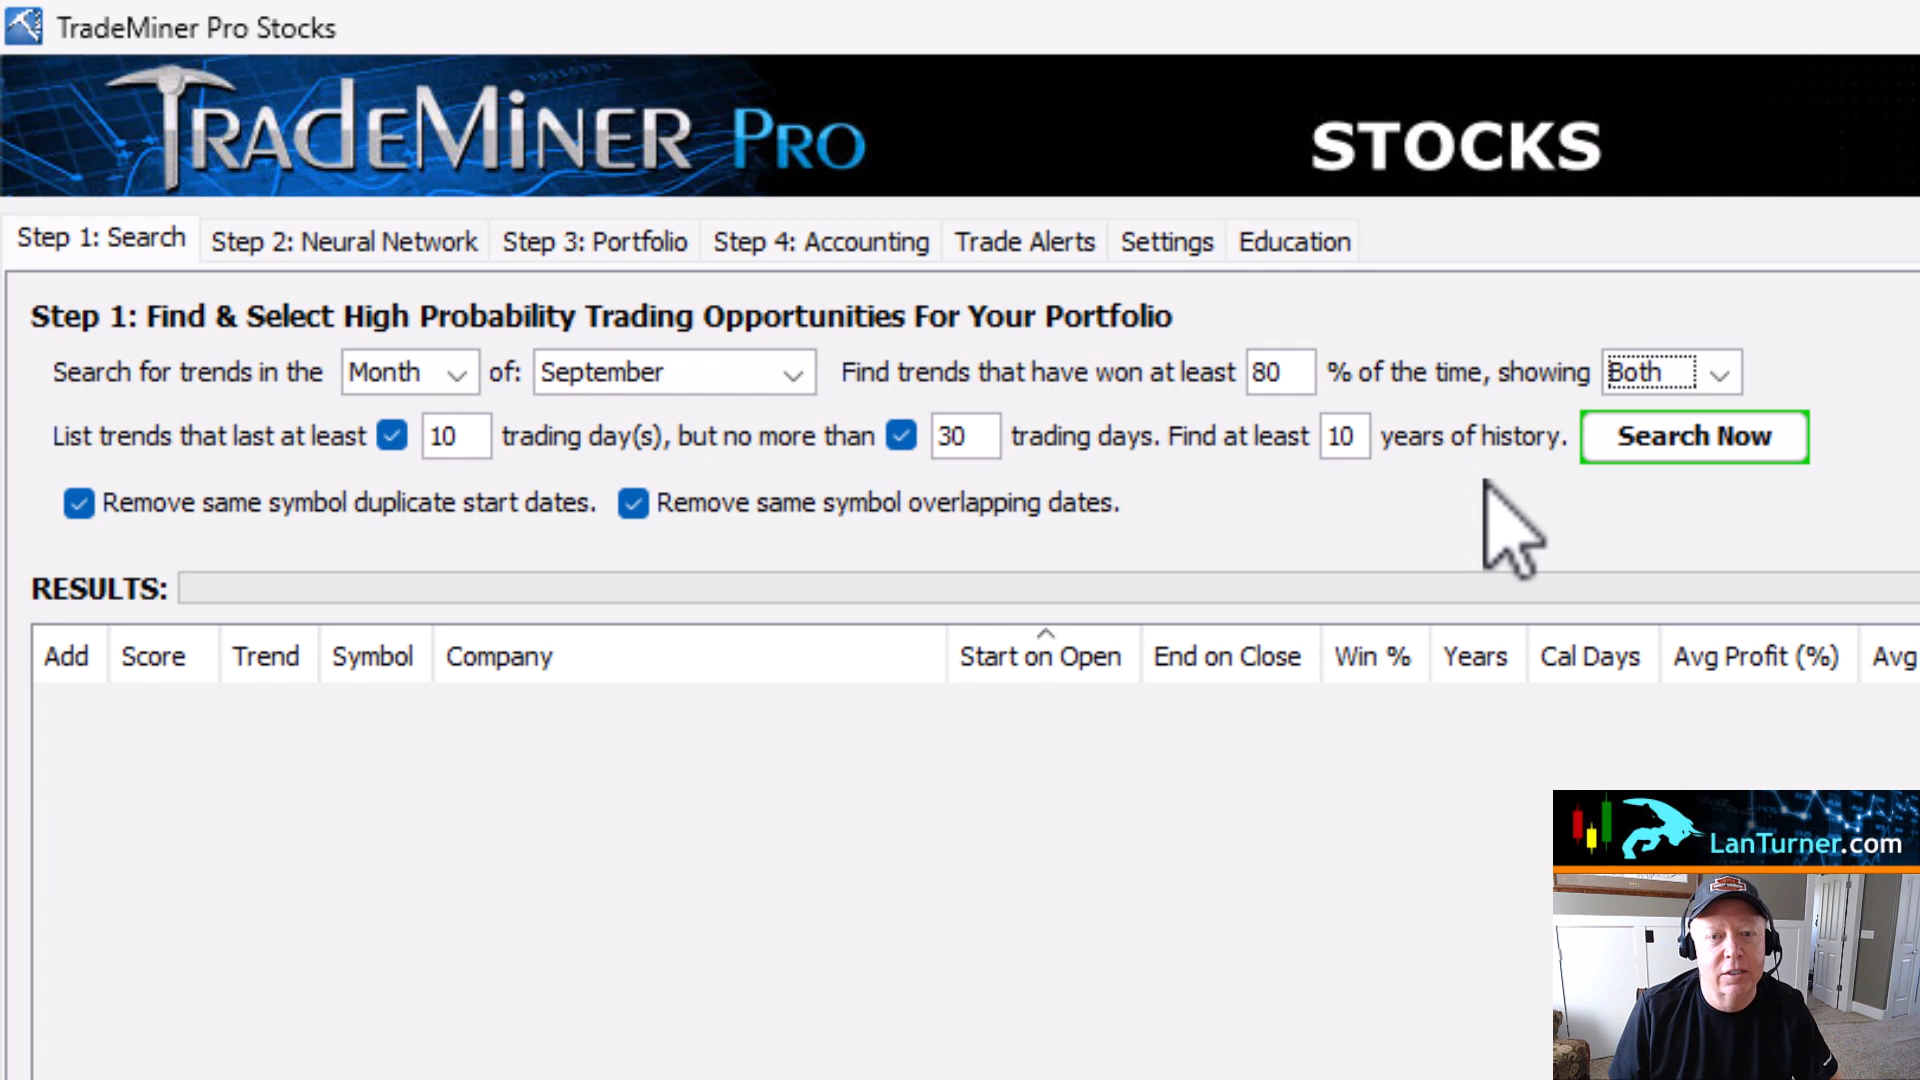 TradeMiner Pro Stocks
TRADEMINER PRO
STOCKS
Step 1: Search Step 2: Neural Network Step 3: Portfolio Step 4: Accounting Trade Alerts Settings Education
Step 1: Find & Select High Probability Trading Opportunities For Your Portfolio
Search for trends in the Month of: September Find trends that have won at least 80 % of the time, showing Both
List trends that last at least 10 trading day(s), but no more than 30 trading days. Find at least 10 years of history. Search Now
Remove same symbol duplicate start dates. Remove same symbol overlapping dates.
RESULTS:
Add Score Trend Symbol Company Start on Open End on Close Win % Years Cal Days Avg Profit (%) Avg
LanTurner.com